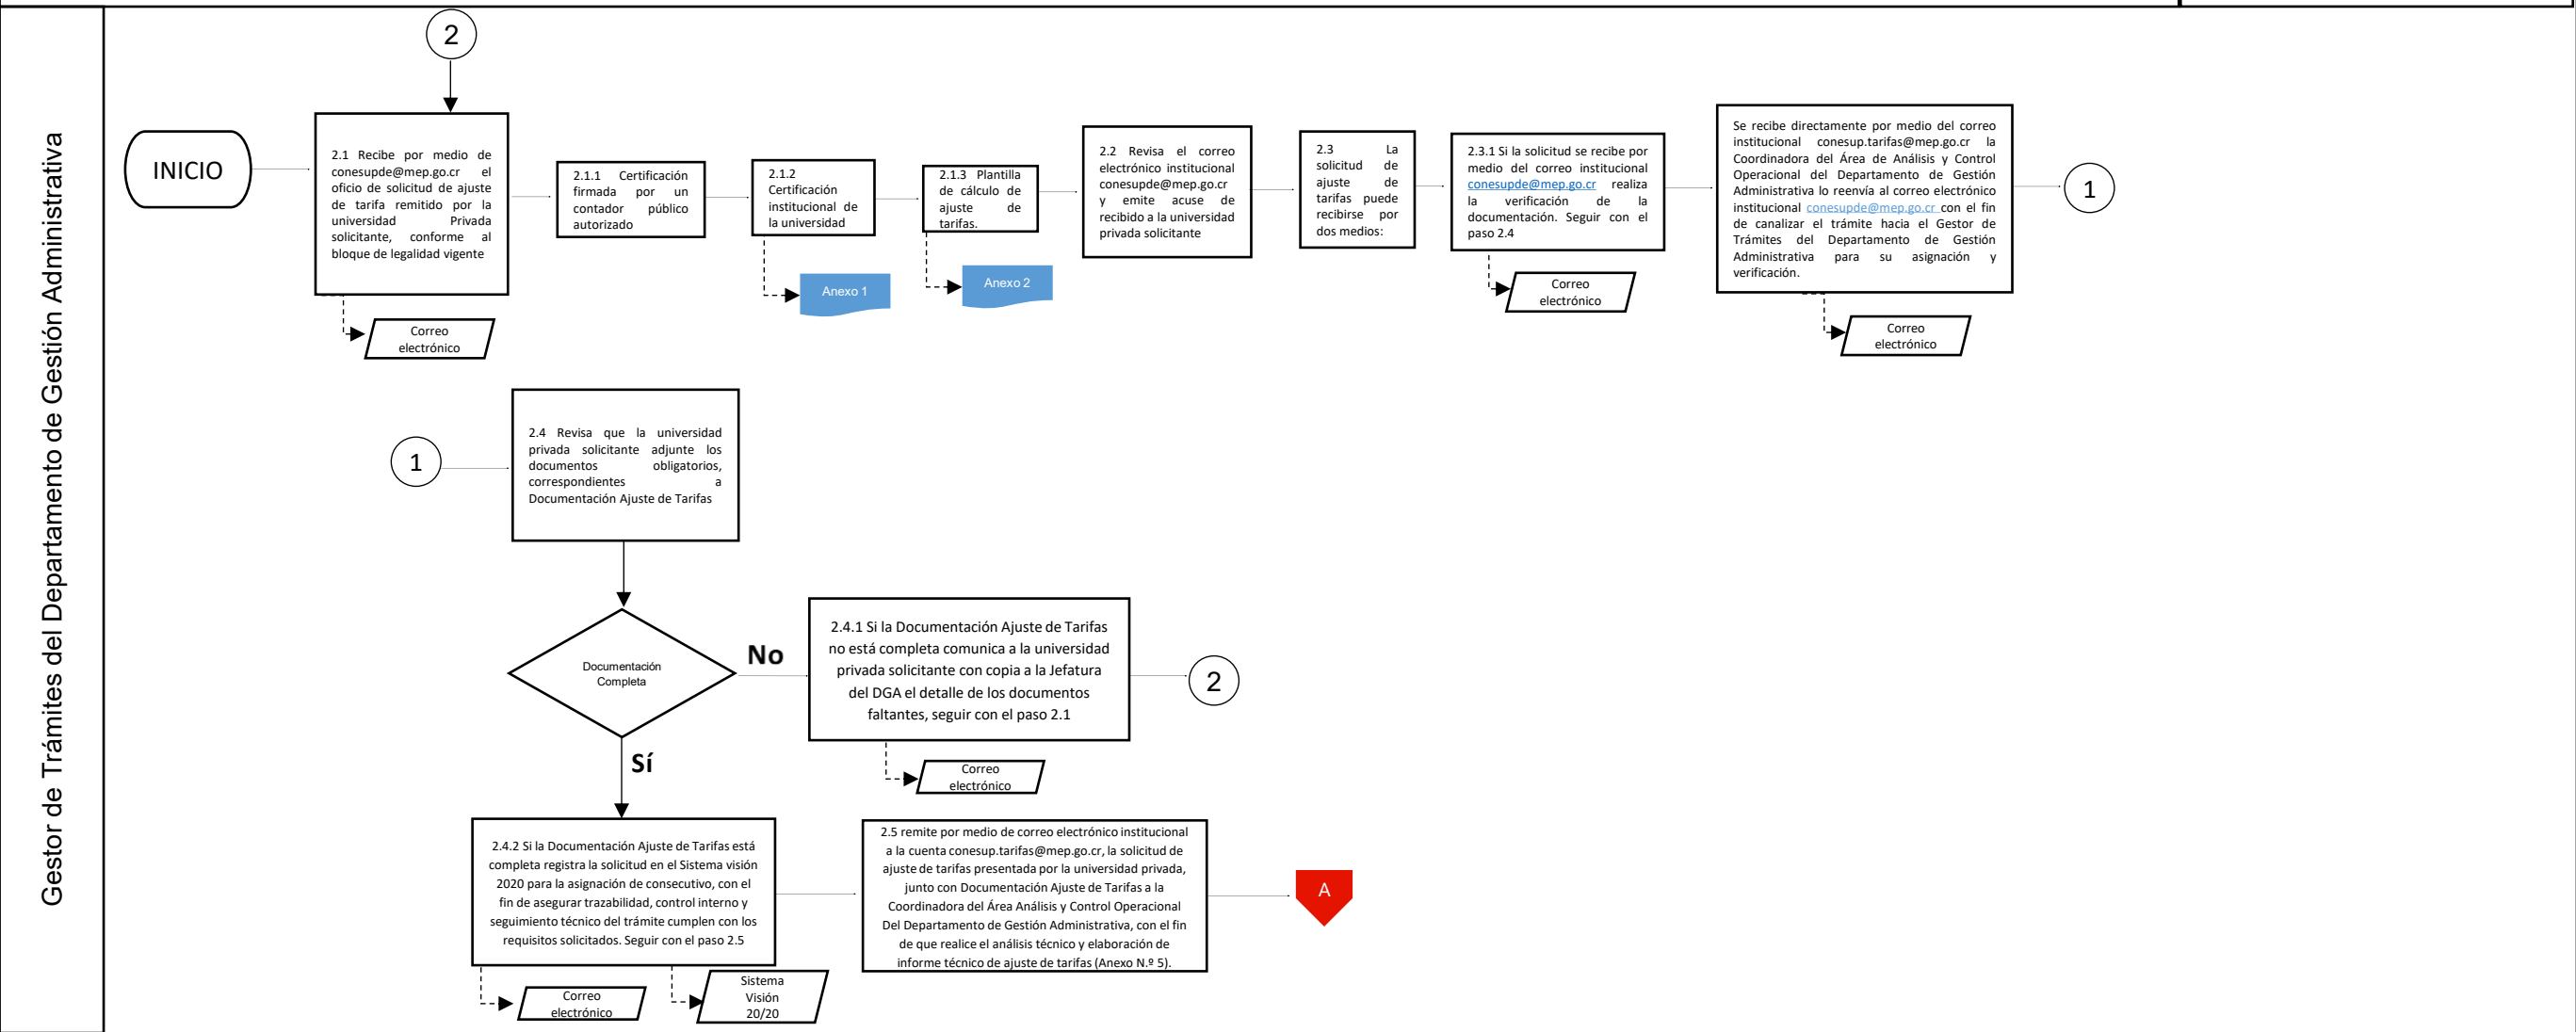 Gestor de Trámites del Departamento de Gestión Administrativa
2
INICIO
2.1 Recibe por medio de
conesupde@mep.go.cr el
oficio de solicitud de ajuste
de tarifa remitido por la
universidad Privada
solicitante, conforme al
bloque de legalidad vigente
Correo
electrónico
2.1.1 Certificación
firmada por un
contador público
autorizado
2.1.2
Certificación
institucional de
la universidad
Anexo 1
2.1.3 Plantilla
de cálculo de
ajuste de
tarifas.
Anexo 2
2.2 Revisa el correo
electrónico institucional
conesupde@mep.go.cr
y emite acuse de
recibido a la universidad
privada solicitante
2.3 La
solicitud de
ajuste de
tarifas puede
recibirse por
dos medios:
2.3.1 Si la solicitud se recibe por
medio del correo institucional
conesupde@mep.go.cr realiza
la verificación de la
documentación. Seguir con el
paso 2.4
Correo
electrónico
Se recibe directamente por medio del correo
institucional conesup.tarifas@mep.go.cr la
Coordinadora del Área de Análisis y Control
Operacional del Departamento de Gestión
Administrativa lo reenvía al correo electrónico
institucional conesupde@mep.go.cr con el fin
de canalizar el trámite hacia el Gestor de
Trámites del Departamento de Gestión
Administrativa para su asignación y
verificación.
Correo
electrónico
1
1
2.4 Revisa que la universidad
privada solicitante adjunte los
documentos obligatorios,
correspondientes a
Documentación Ajuste de Tarifas
Documentación
Completa
No
2.4.1 Si la Documentación Ajuste de Tarifas
no está completa comunica a la universidad
privada solicitante con copia a la Jefatura
del DGA el detalle de los documentos
faltantes, seguir con el paso 2.1
Correo
electrónico
2
Sí
2.4.2 Si la Documentación Ajuste de Tarifas está
completa registra la solicitud en el Sistema visión
2020 para la asignación de consecutivo, con el
fin de asegurar trazabilidad, control interno y
seguimiento técnico del trámite cumplen con los
requisitos solicitados. Seguir con el paso 2.5
Correo
electrónico
Sistema
Visión
20/20
2.5 remite por medio de correo electrónico institucional
a la cuenta conesup.tarifas@mep.go.cr, la solicitud de
ajuste de tarifas presentada por la universidad privada,
junto con Documentación Ajuste de Tarifas a la
Coordinadora del Área Análisis y Control Operacional
Del Departamento de Gestión Administrativa, con el fin
de que realice el análisis técnico y elaboración de
informe técnico de ajuste de tarifas (Anexo N.º 5).
A